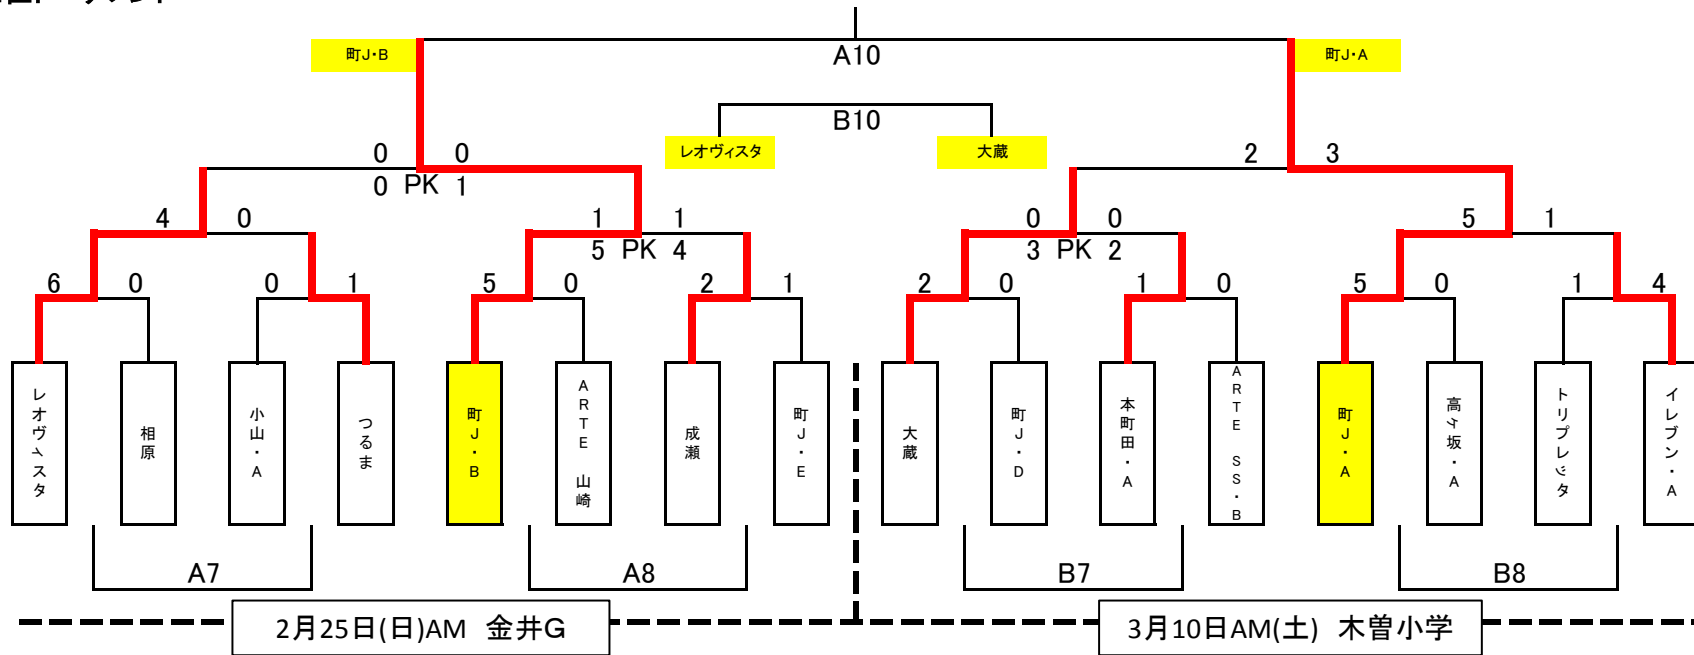 町J・B
A10
町J・A
B10
レオヴィスタ
大蔵
0 0
0 PK 1
2 3
4 0
1 1
5 PK 4
0 0
3 PK 2
5 1
6 0
0 1
5 0
2 1
2 0
1 0
5 0
1 4
レオヴィスタ
相原
小山・A
つるま
町J・B
ARTE 山崎
成瀬
町J・E
大蔵
町J・D
本町田・A
ARTE SS・B
町J・A
高ヶ坂・A
トリプレッタ
イレブン・A
A7
A8
B7
B8
2月25日(日)AM 金井G
3月10日AM(土) 木曽小学